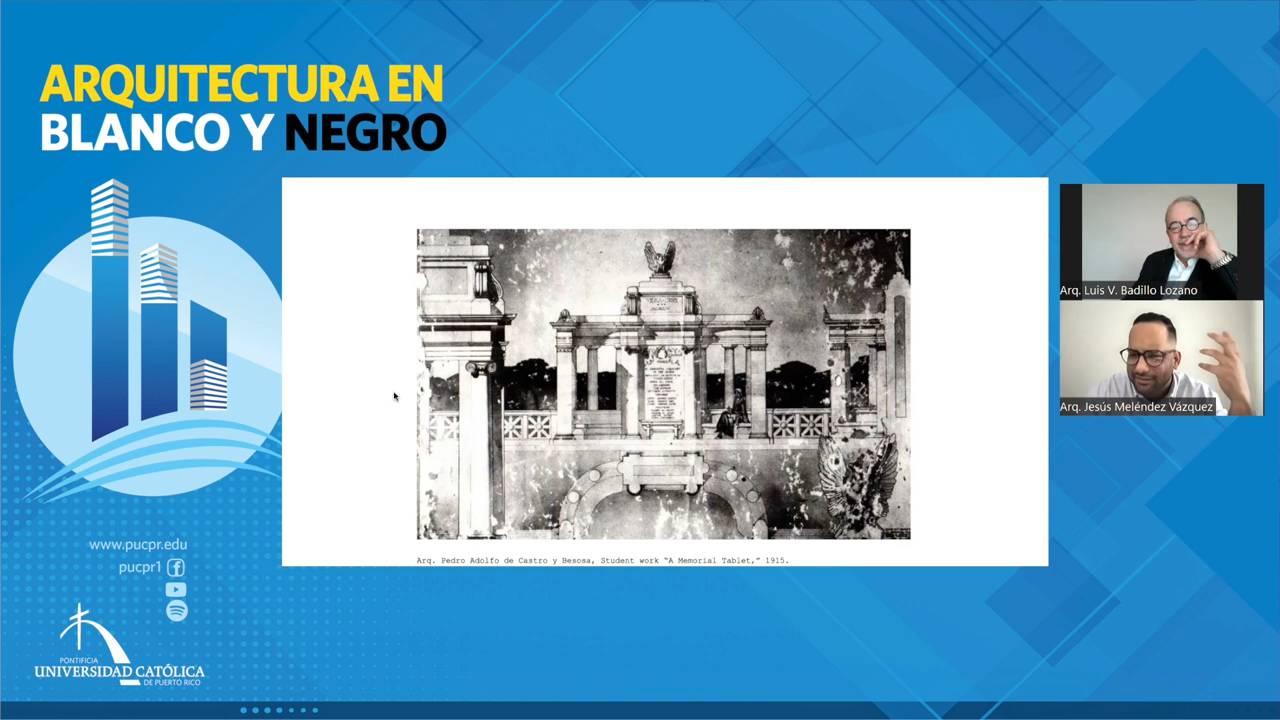 ARQUITECTURA EN
BLANCO Y NEGRO
Arq. Luis V. Badillo Lozano
Arq. Jesús Meléndez Vázquez
Arq. Pedro Adolfo de Castro y Besosa, Student work “A Memorial Tablet,” 1915.
www.pucpr.edu
pucpr1
PONTIFICIA
UNIVERSIDAD CATÓLICA
DE PUERTO RICO